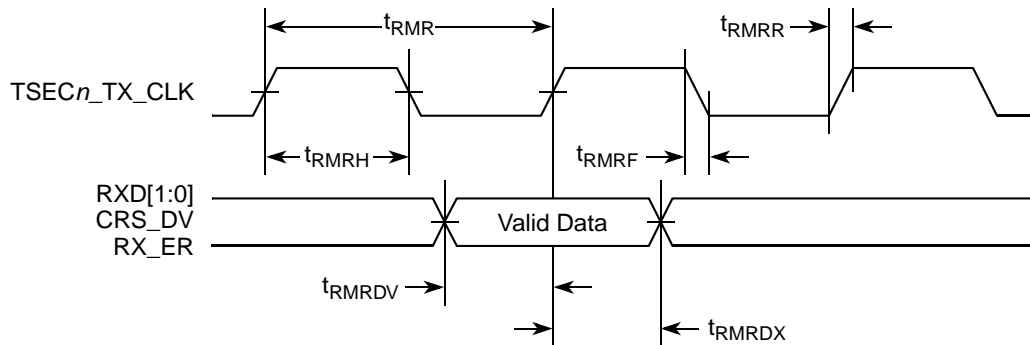 tRMR
tRMRR
TSECn_TX_CLK
tRMRH
tRMRF
RXD[1:0]
CRS_DV
Valid Data
RX_ER
tRMRDV
tRMRDX